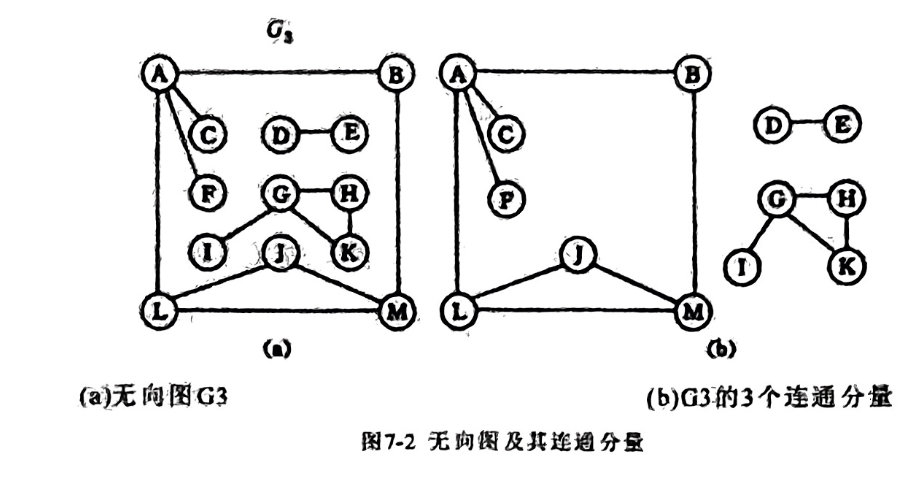 G3
A B A B
C D E C D E
F G H F G H
I J K J I K
L M L M
(a) (b)
(a)无向图G3 (b)G3的3个连通分量
图7-2 无向图及其连通分量